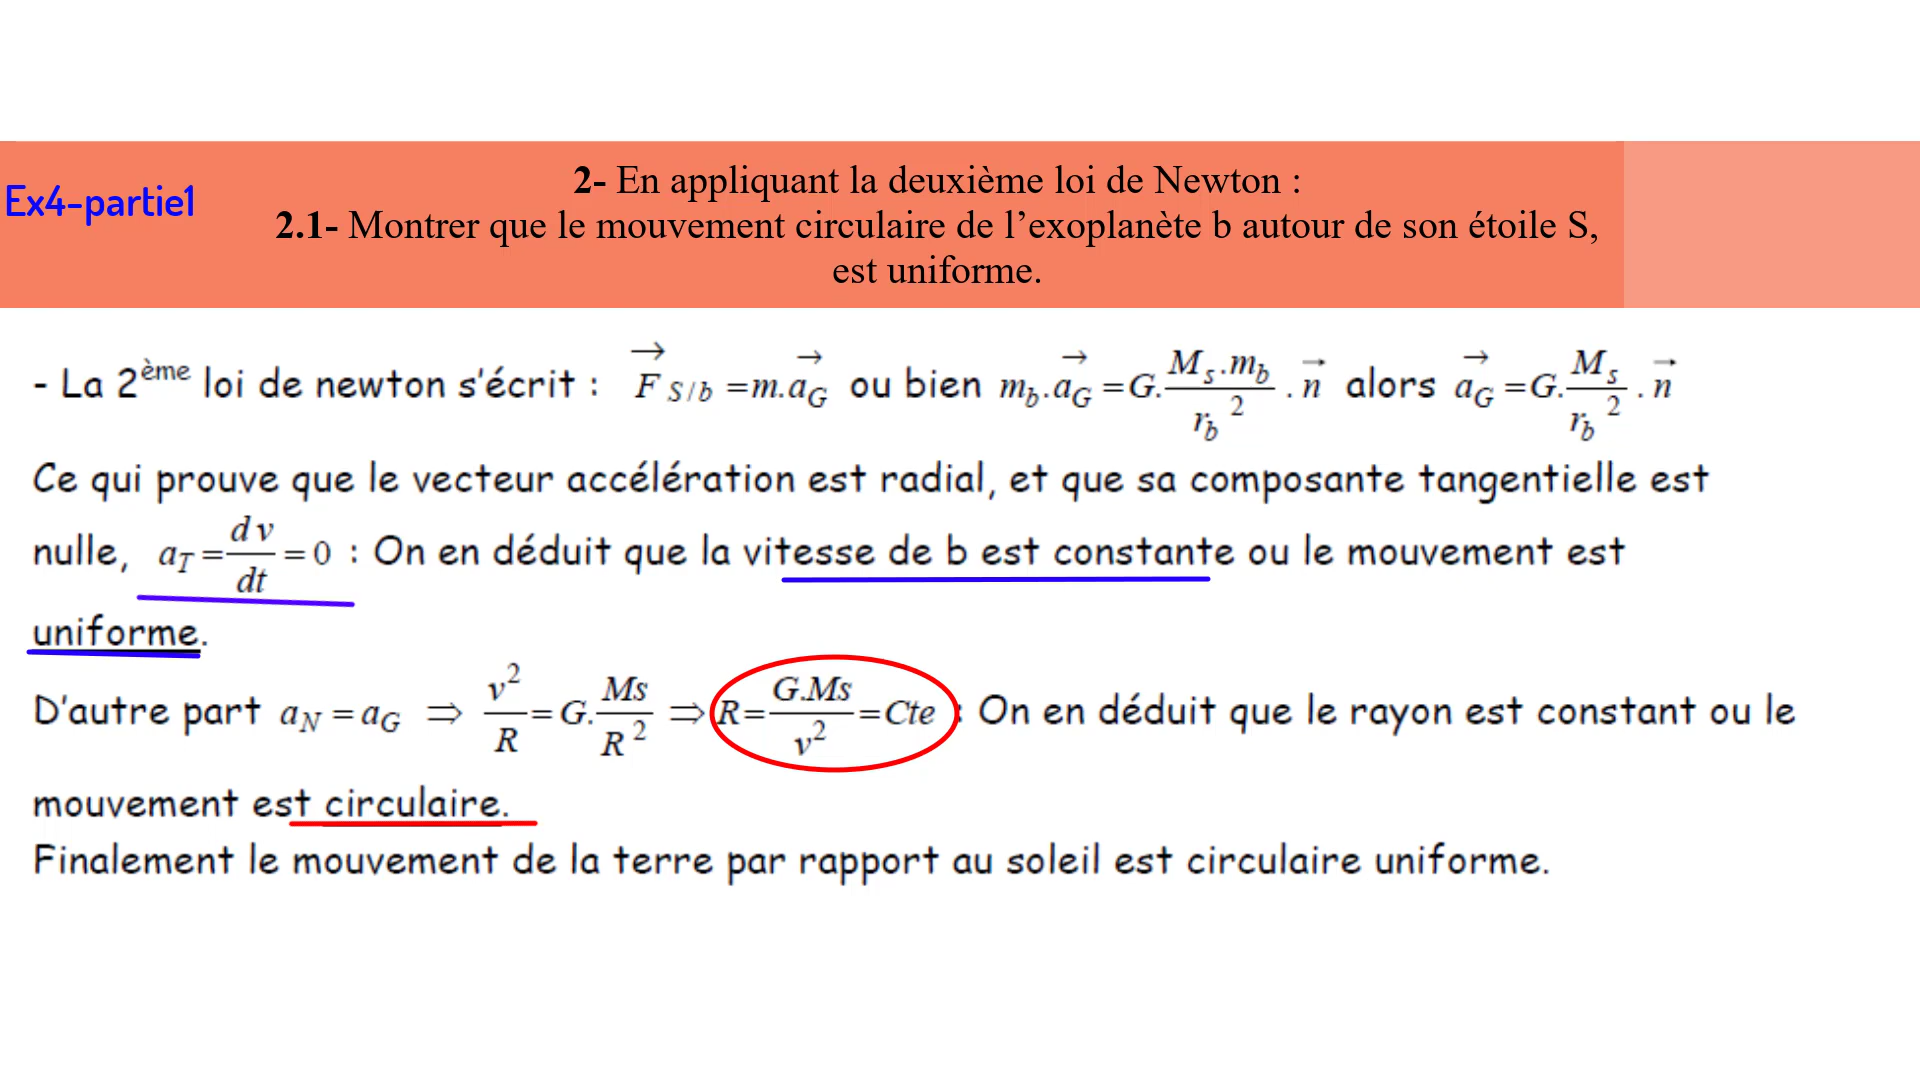 Ex4-partie1
2- En appliquant la deuxième loi de Newton :
2.1- Montrer que le mouvement circulaire de l’exoplanète b autour de son étoile S,
est uniforme.
- La 2ème loi de newton s'écrit : F⃗ S/b = m.a⃗G ou bien mb.a⃗G = G. Ms.mb / rb² . n⃗ alors a⃗G = G. Ms / rb² . n⃗
Ce qui prouve que le vecteur accélération est radial, et que sa composante tangentielle est
nulle, aT = dv/dt = 0 : On en déduit que la vitesse de b est constante ou le mouvement est
uniforme.
D'autre part aN = aG ⇒ v²/R = G. Ms/R² ⇒ R = G.Ms/v² = Cte : On en déduit que le rayon est constant ou le
mouvement est circulaire.
Finalement le mouvement de la terre par rapport au soleil est circulaire uniforme.